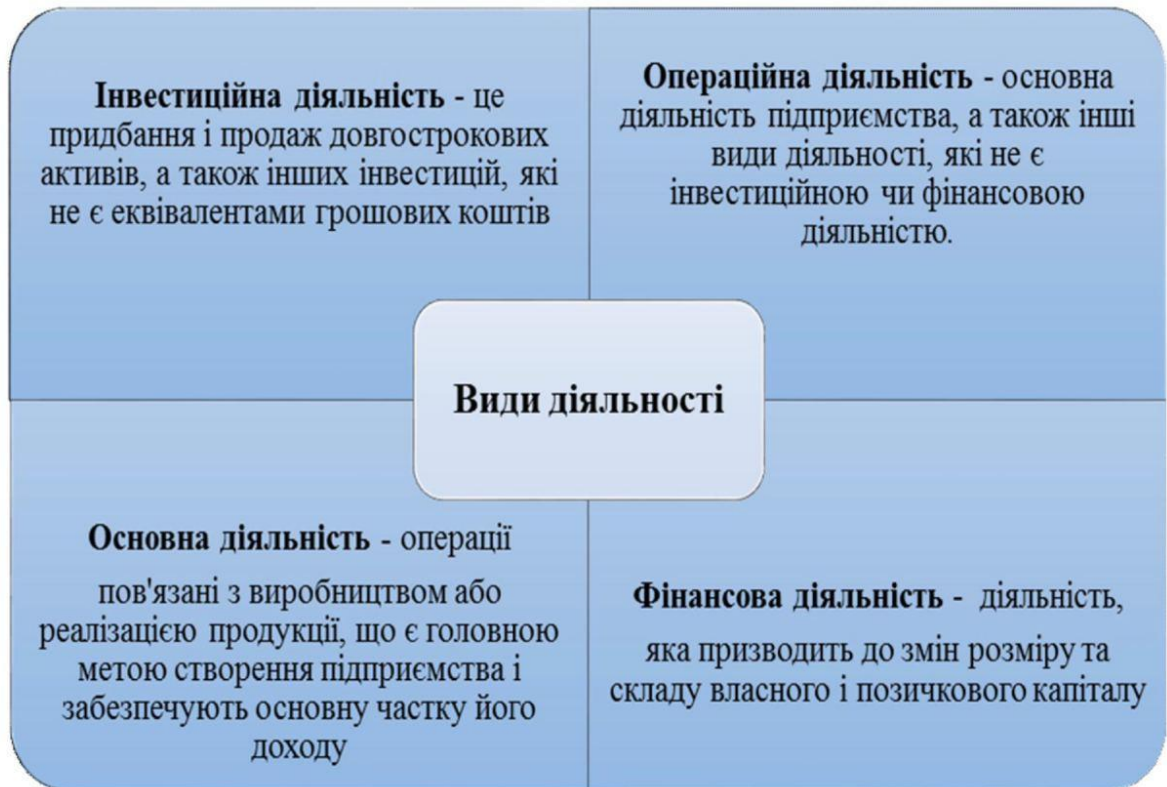 Інвестиційна діяльність - це
придбання і продаж довгострокових
активів, а також інших інвестицій, які
не є еквівалентами грошових коштів
Операційна діяльність - основна
діяльність підприємства, а також інші
види діяльності, які не є
інвестиційною чи фінансовою
діяльністю.
Види діяльності
Основна діяльність - операції
пов'язані з виробництвом або
реалізацією продукції, що є головною
метою створення підприємства і
забезпечують основну частку його
доходу
Фінансова діяльність - діяльність,
яка призводить до змін розміру та
складу власного і позичкового капіталу